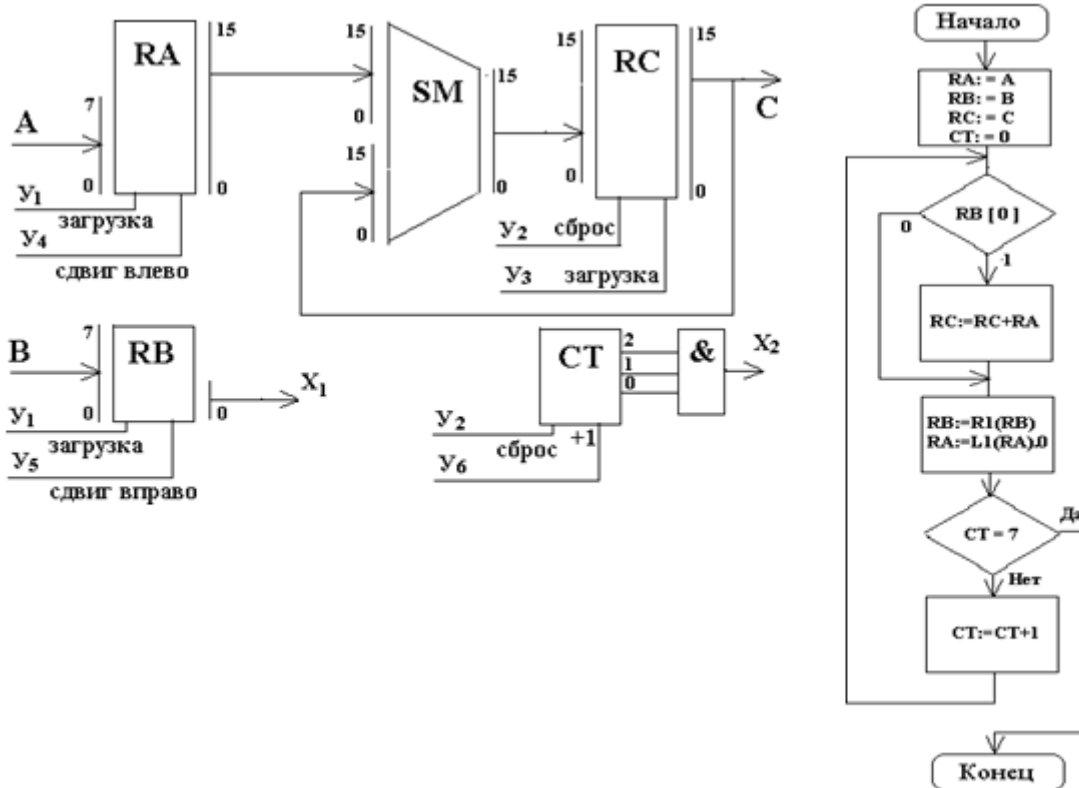 RA
15
0
7
0
A
У1
загрузка
У4
сдвиг влево
15
0
15
0
SM
15
0
15
0
RC
15
0
C
У2 сброс
У3 загрузка
B
7
0
RB
0
X1
У1
загрузка
У5
сдвиг вправо
CT
2
1
0
&
X2
У2
сброс
+1
У6
Начало
RA: = A
RB: = B
RC: = C
CT: = 0
RB [ 0 ]
0
1
RC:=RC+RA
RB:=R1(RB)
RA:=L1(RA).0
CT = 7
Да
Нет
CT:=CT+1
Конец